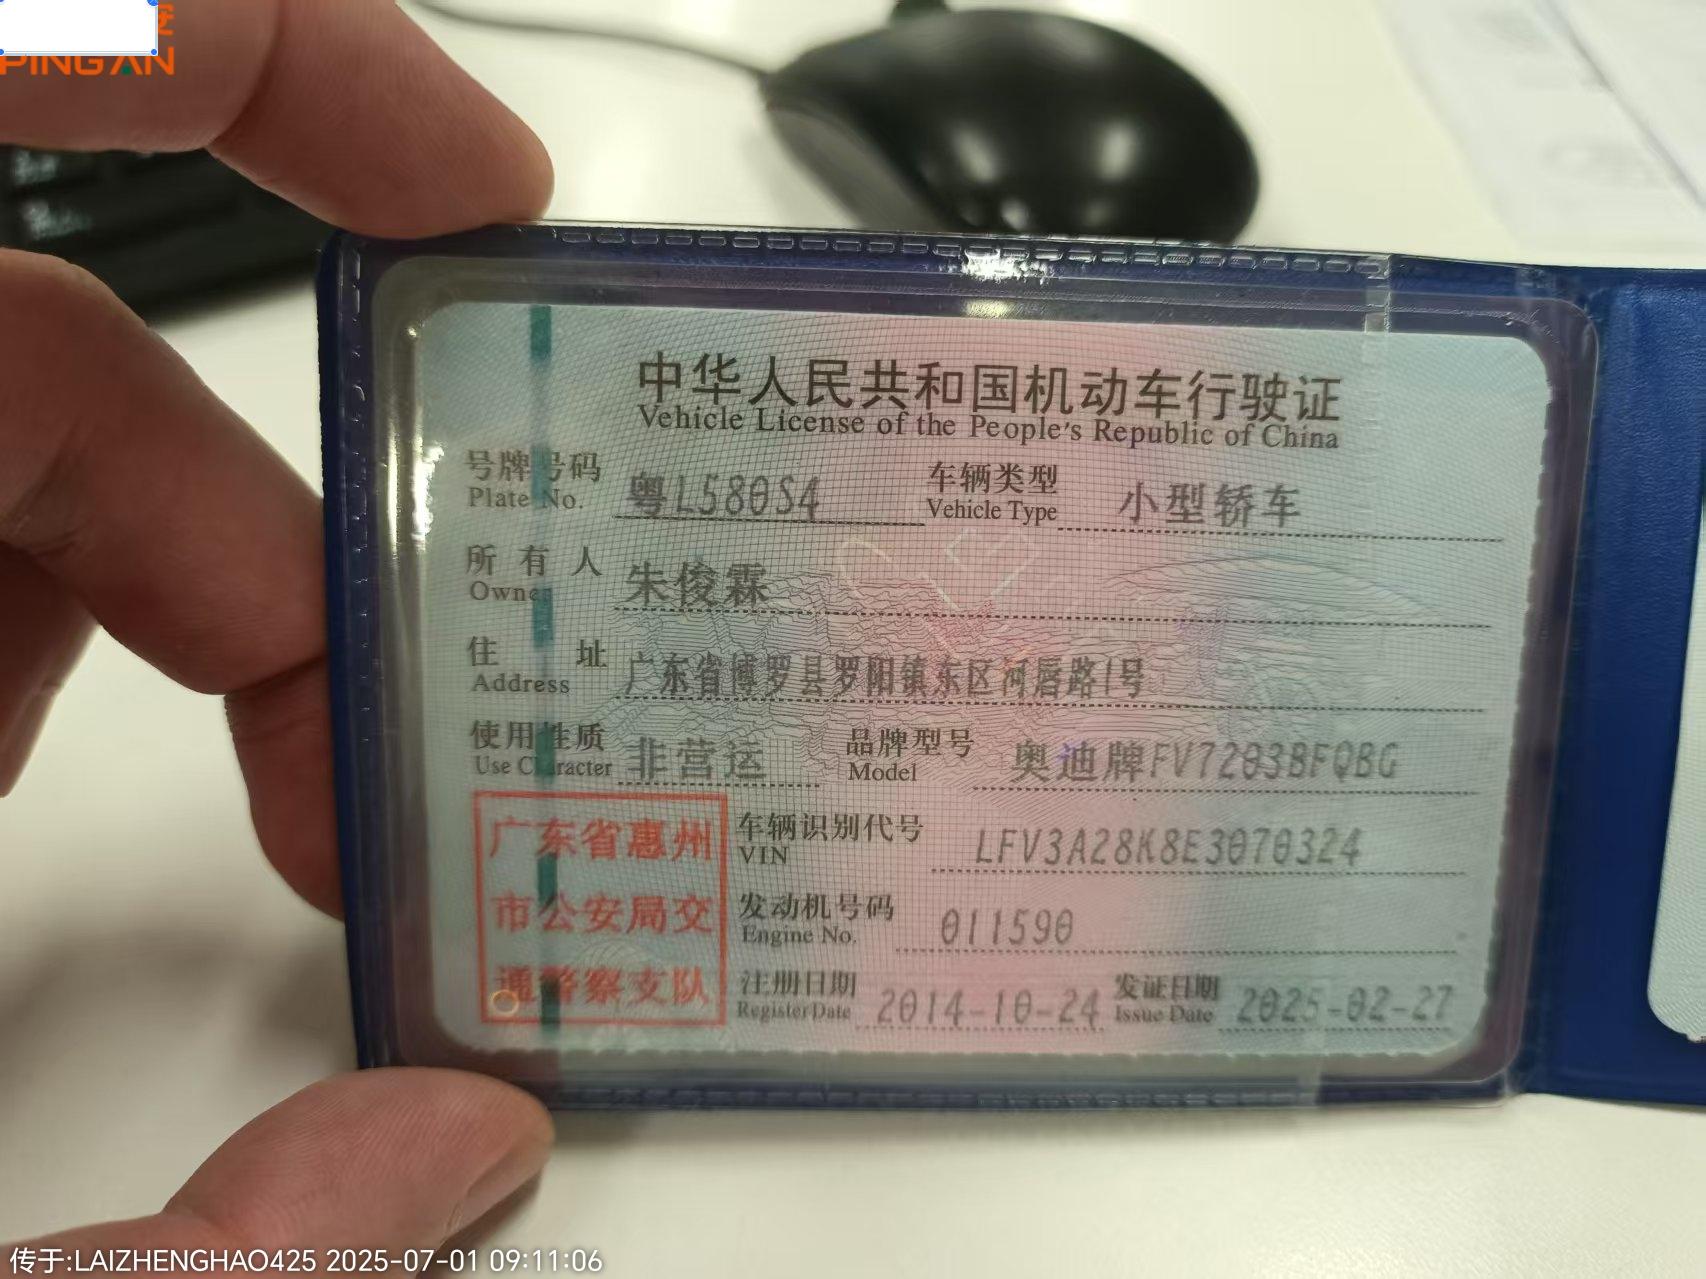 安
PING AN
中华人民共和国机动车行驶证
Vehicle License of the People's Republic of China
号牌号码 粤L580S4 车辆类型 小型轿车
Plate No. Vehicle Type
所有人 朱俊霖
Owner
住址 广东省博罗县罗阳镇东区河唇路1号
Address
使用性质 非营运 品牌型号 奥迪牌FV7203BFQBG
Use Character Model
广东省惠州
市公安局交
通警察支队
车辆识别代号 LFV3A28K8E3070324
VIN
发动机号码 011590
Engine No.
注册日期 2014-10-24 发证日期 2025-02-27
Register Date Issue Date
传于:LAIZHENGHAO425 2025-07-01 09:11:06